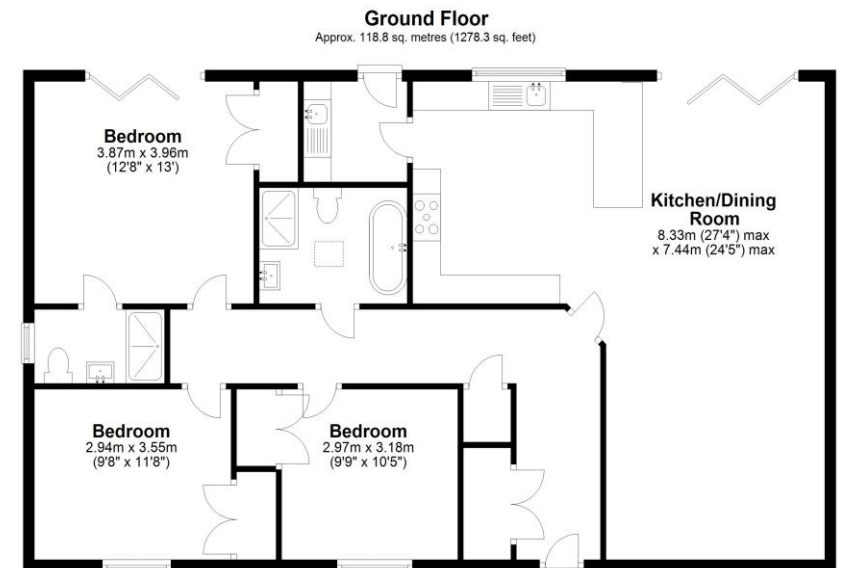 Ground Floor
Approx. 118.8 sq. metres (1278.3 sq. feet)
Bedroom
3.87m x 3.96m
(12'8" x 13')
Kitchen/Dining
Room
8.33m (27'4") max
x 7.44m (24'5") max
Bedroom
2.94m x 3.55m
(9'8" x 11'8")
Bedroom
2.97m x 3.18m
(9'9" x 10'5")